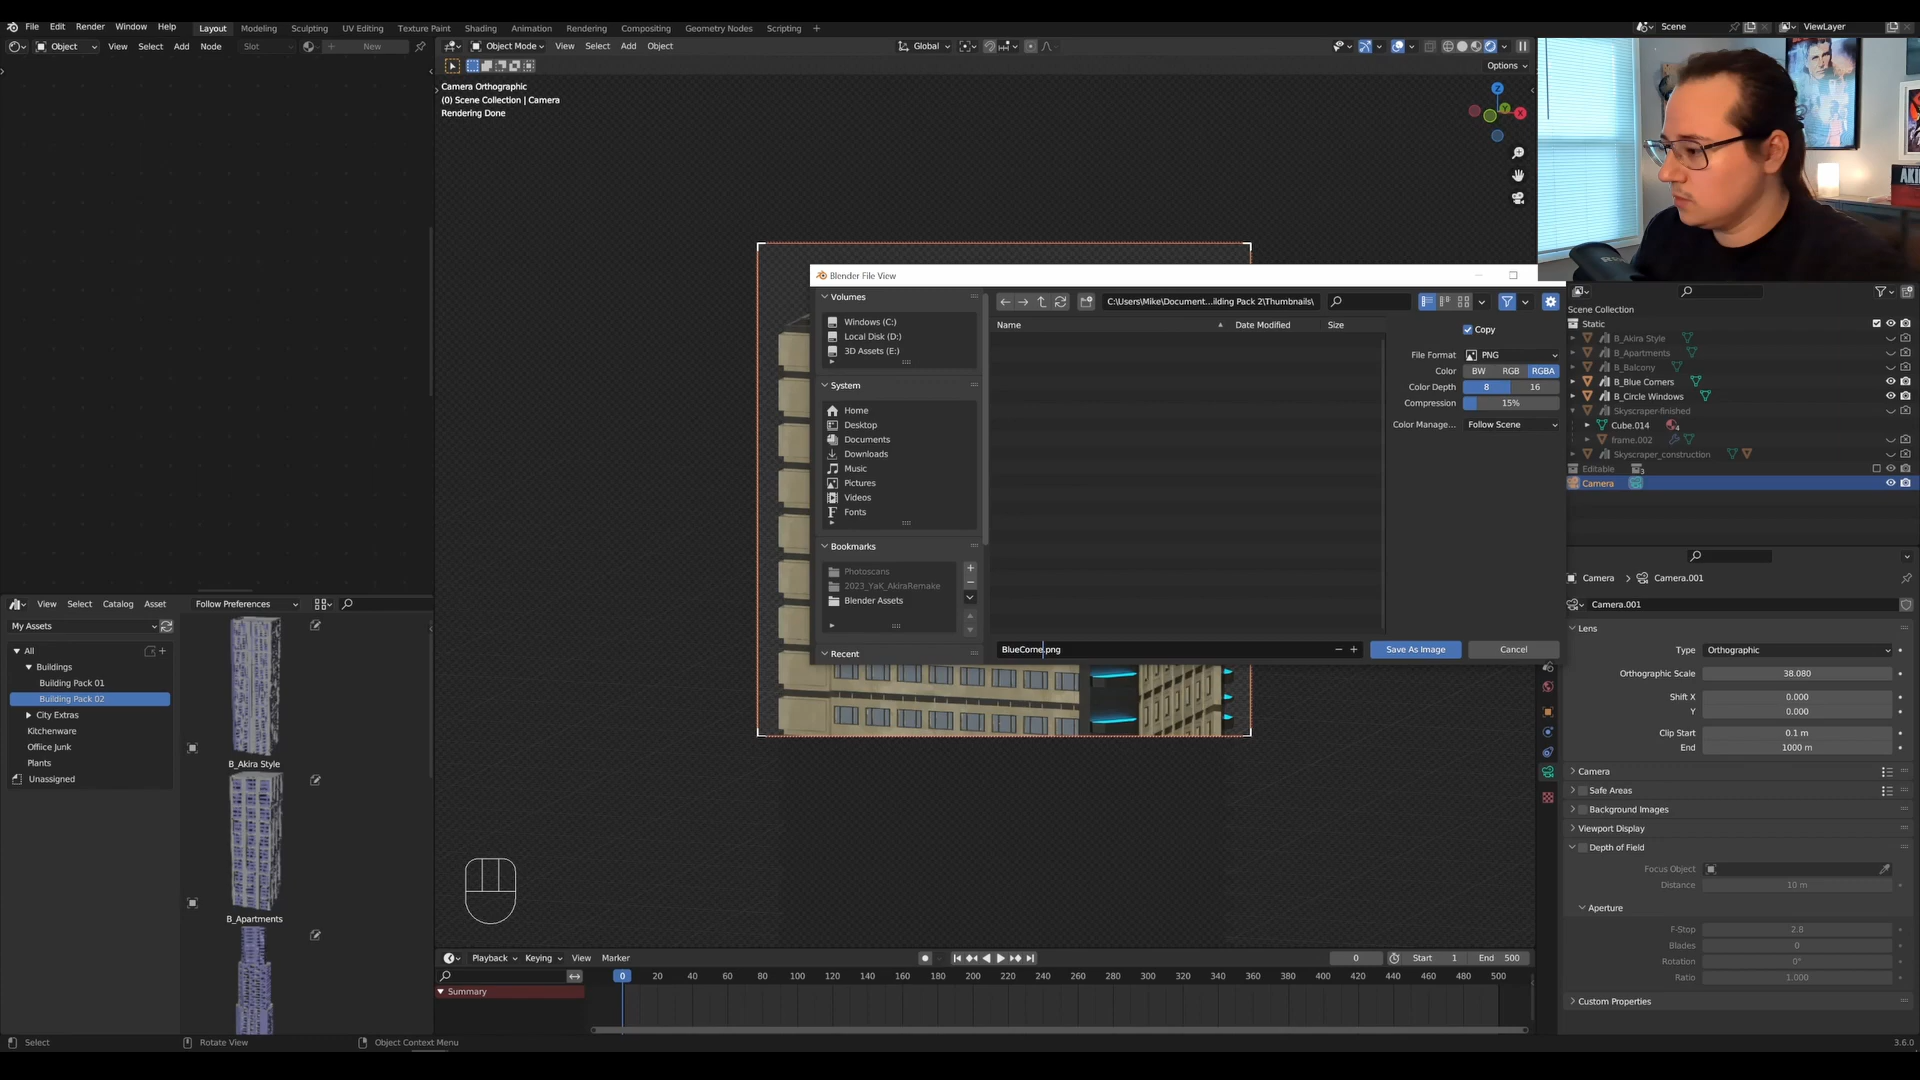 File Edit Render Window Help
Layout Modeling Sculpting UV Editing Texture Paint Shading Animation Rendering Compositing Geometry Nodes Scripting +
Scene
ViewLayer
Object View Select Add Node Slot New
Object Mode View Select Add Object
Global
Options
Camera Orthographic
(0) Scene Collection | Camera
Rendering Done
Z
Y
X
Blender File View
Volumes
Windows (C:)
Local Disk (D:)
3D Assets (E:)
System
Home
Desktop
Documents
Downloads
Music
Pictures
Videos
Fonts
Bookmarks
Photoscans
2023_YaK_AkiraRemake
Blender Assets
Recent
C:\Users\Mike\Document...ilding Pack 2\Thumbnails\
Name Date Modified Size
Copy
File Format PNG
Color BW RGB RGBA
Color Depth 8 16
Compression 15%
Color Manage... Follow Scene
BlueCorne.png
Save As Image
Cancel
Scene Collection
Static
B_Akira Style
B_Apartments
B_Balcony
B_Blue Corners
B_Circle Windows
Skyscraper-finished
Cube.014 4
frame.002
Skyscraper_construction
Editable 3
Camera
Camera > Camera.001
Camera.001
Lens
Type Orthographic
Orthographic Scale 38.080
Shift X 0.000
Y 0.000
Clip Start 0.1 m
End 1000 m
Camera
Safe Areas
Background Images
Viewport Display
Depth of Field
Focus Object
Distance 10 m
Aperture
F-Stop 2.8
Blades 0
Rotation 0°
Ratio 1.000
Custom Properties
View Select Catalog Asset Follow Preferences
My Assets
All
Buildings
Building Pack 01
Building Pack 02
City Extras
Kitchenware
Office Junk
Plants
Unassigned
B_Akira Style
B_Apartments
Playback Keying View Marker
0 Start 1 End 500
0 20 40 60 80 100 120 140 160 180 200 220 240 260 280 300 320 340 360 380 400 420 440 460 480 500
Summary
Select Rotate View Object Context Menu
3.6.0